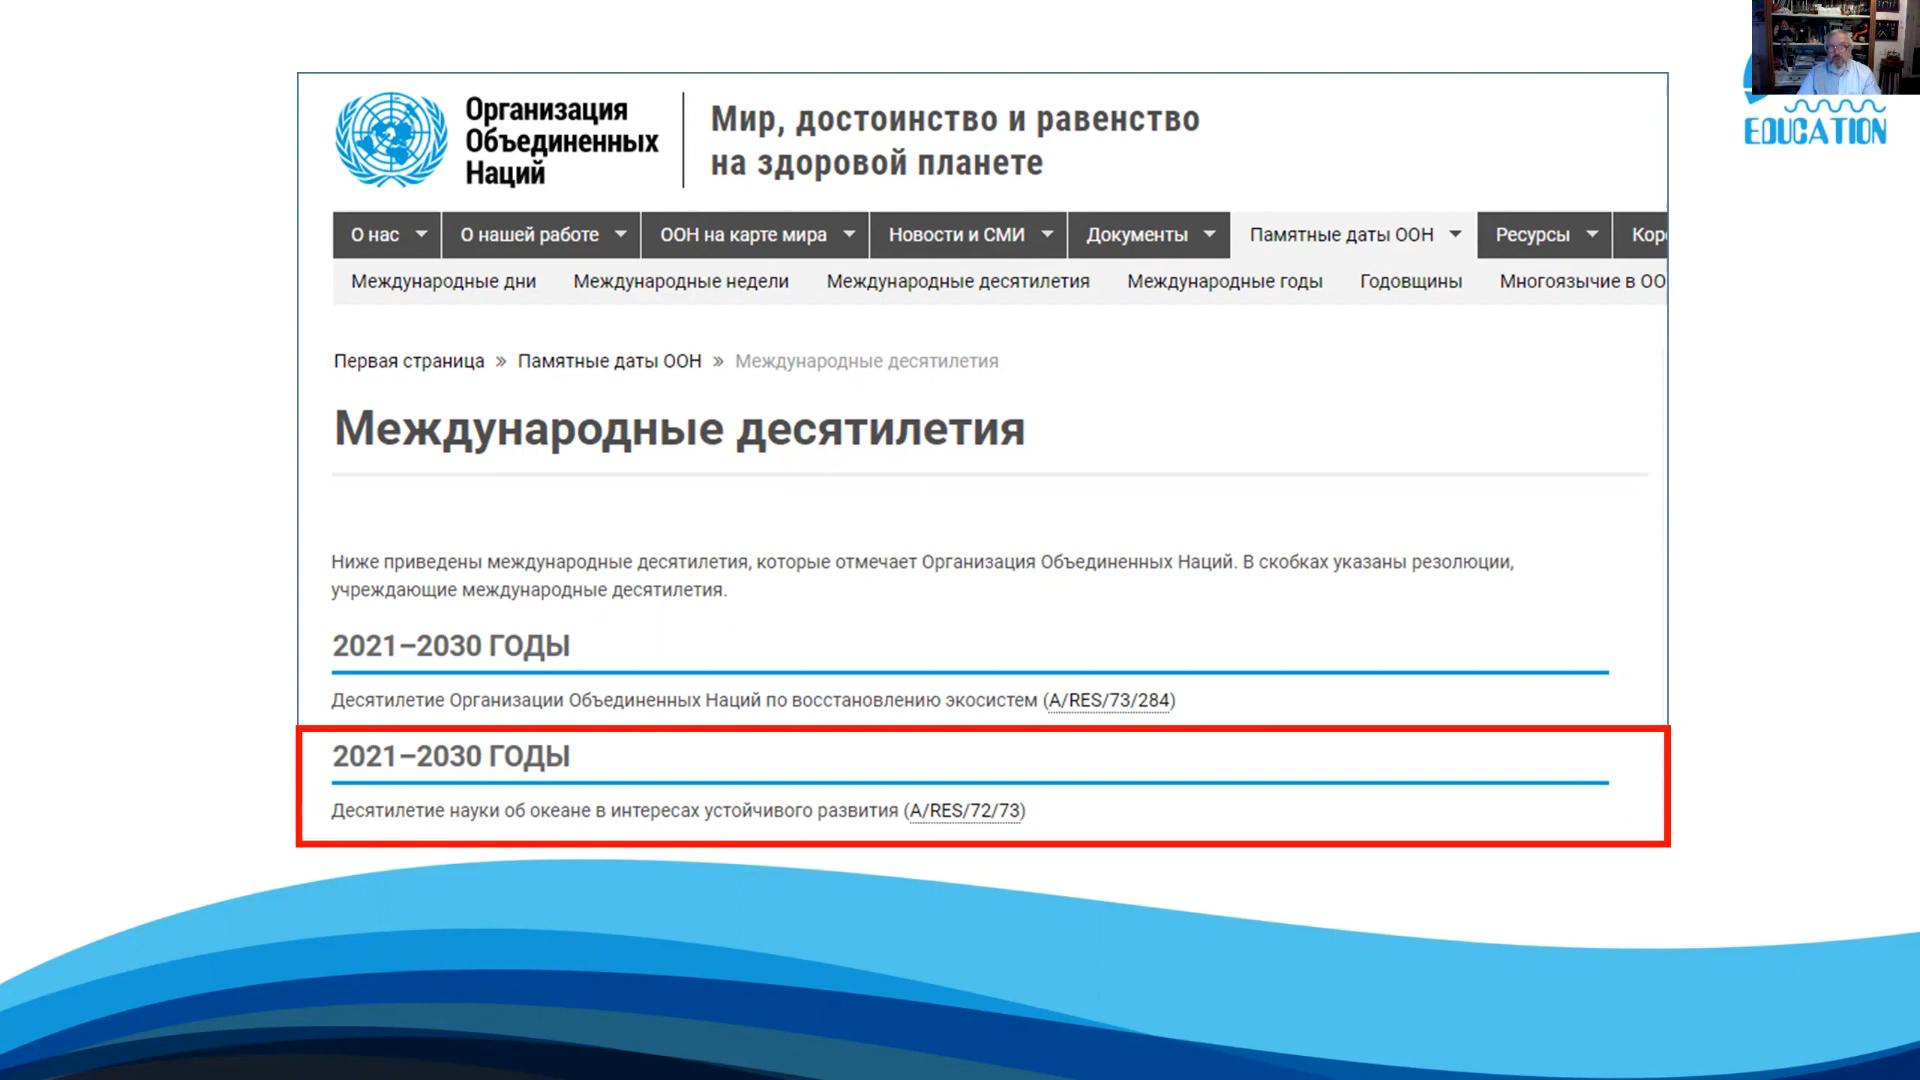 Организация
Объединенных
Наций
Мир, достоинство и равенство
на здоровой планете
EDUCATION
О нас
О нашей работе
ООН на карте мира
Новости и СМИ
Документы
Памятные даты ООН
Ресурсы
Международные дни
Международные недели
Международные десятилетия
Международные годы
Годовщины
Многоязычие в ОО
Первая страница » Памятные даты ООН » Международные десятилетия
Международные десятилетия
Ниже приведены международные десятилетия, которые отмечает Организация Объединенных Наций. В скобках указаны резолюции,
учреждающие международные десятилетия.
2021–2030 ГОДЫ
Десятилетие Организации Объединенных Наций по восстановлению экосистем (A/RES/73/284)
2021–2030 ГОДЫ
Десятилетие науки об океане в интересах устойчивого развития (A/RES/72/73)